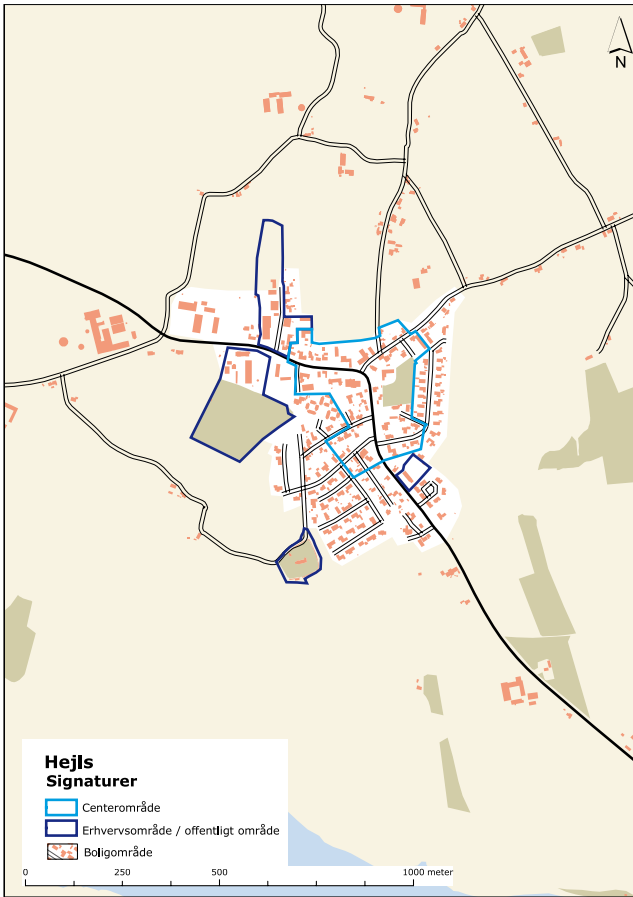 N
Hejls
Signaturer
Centerområde
Erhvervsområde / offentligt område
Boligområde
0 250 500 1000 meter